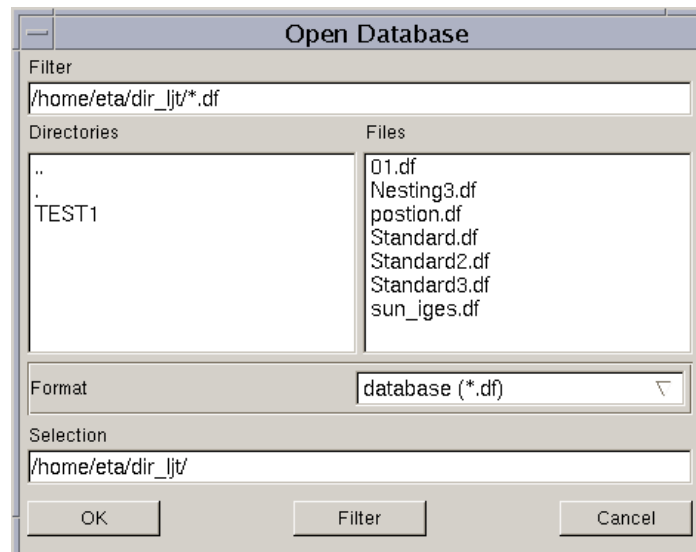 Open Database
Filter
/home/eta/dir_ljt/*.df
Directories
Files
..
.
TEST1
01.df
Nesting3.df
postion.df
Standard.df
Standard2.df
Standard3.df
sun_iges.df
Format
database (*.df)
Selection
/home/eta/dir_ljt/
OK
Filter
Cancel